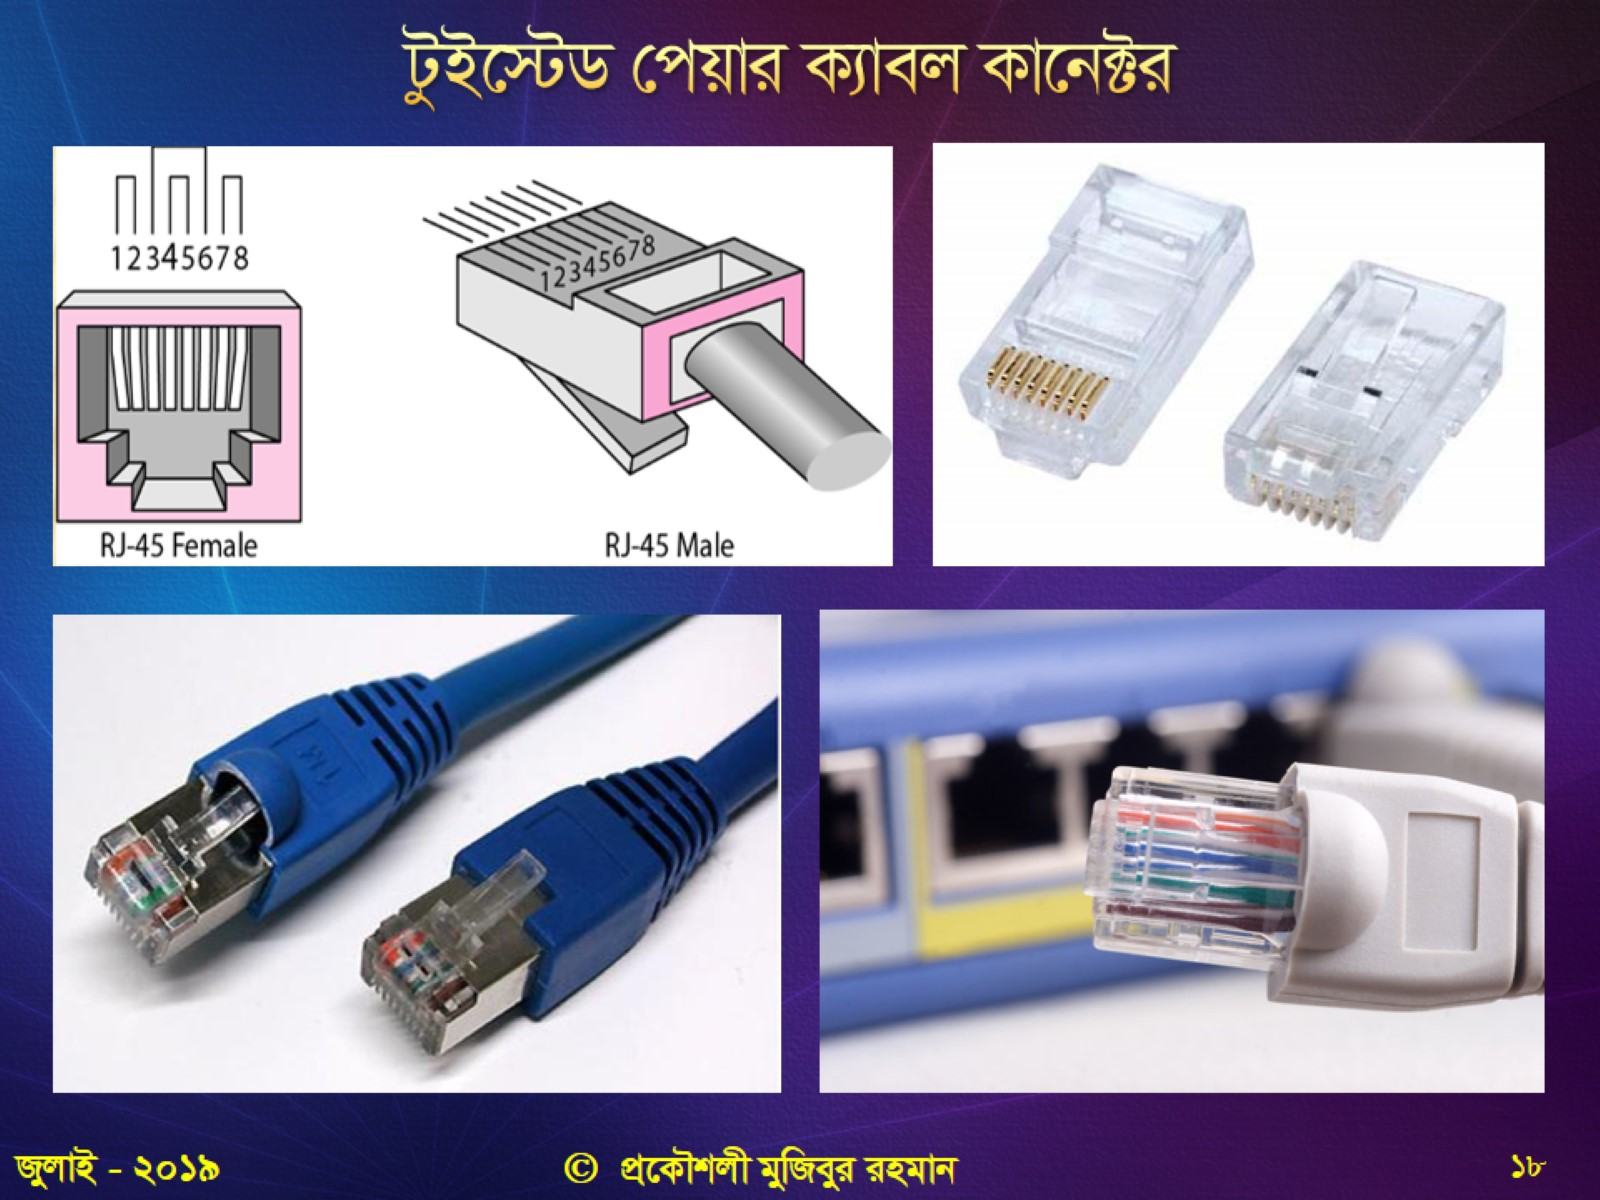 টুইস্টেড পেয়ার ক্যাবল কানেক্টর
12345678
12345678
RJ-45 Female
RJ-45 Male
জুলাই - ২০১৯
© প্রকৌশলী মুজিবুর রহমান
১৮